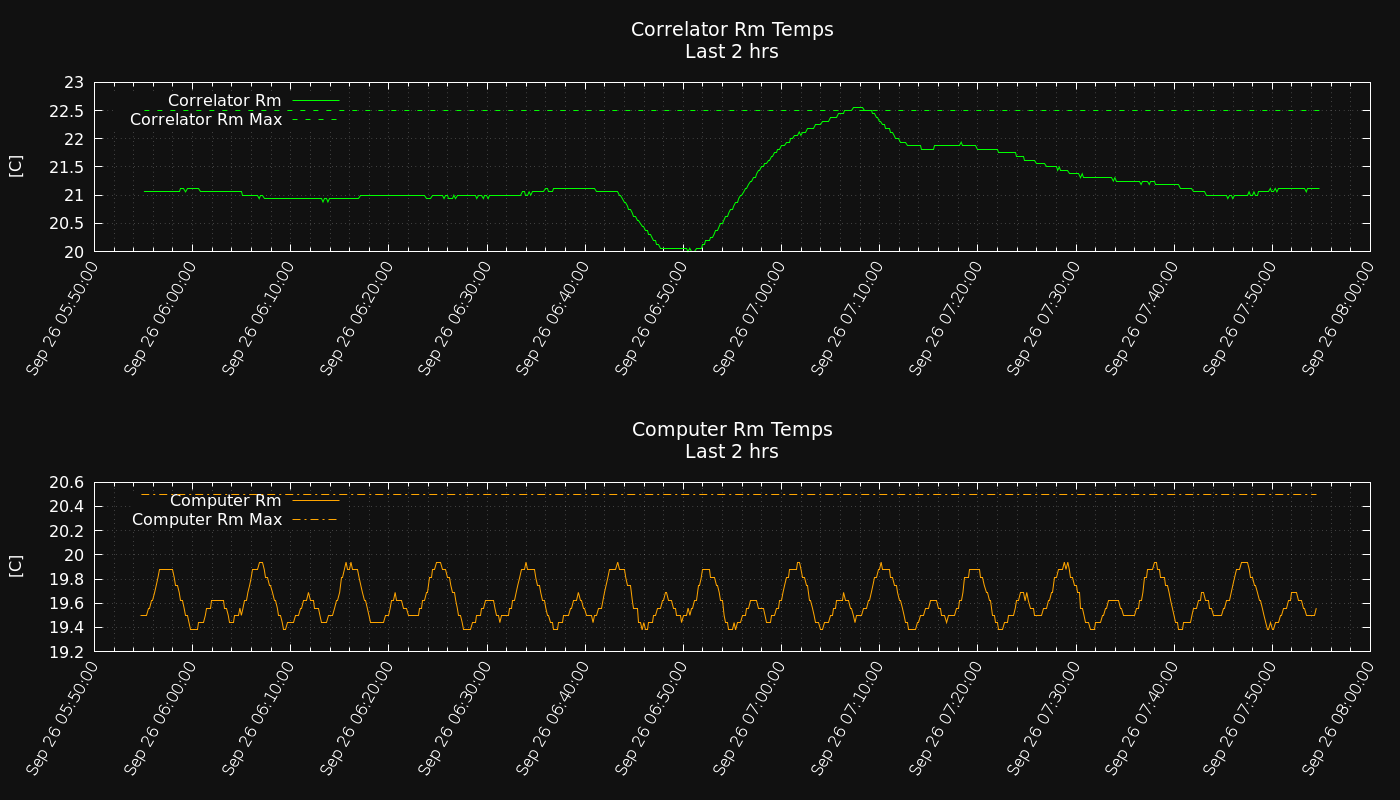 Correlator Rm Temps
Last 2 hrs
23
22.5
22
21.5
21
20.5
20
[C]
Correlator Rm
Correlator Rm Max
Sep 26 05:50:00
Sep 26 06:00:00
Sep 26 06:10:00
Sep 26 06:20:00
Sep 26 06:30:00
Sep 26 06:40:00
Sep 26 06:50:00
Sep 26 07:00:00
Sep 26 07:10:00
Sep 26 07:20:00
Sep 26 07:30:00
Sep 26 07:40:00
Sep 26 07:50:00
Sep 26 08:00:00
Computer Rm Temps
Last 2 hrs
20.6
20.4
20.2
20
19.8
19.6
19.4
19.2
[C]
Computer Rm
Computer Rm Max
Sep 26 05:50:00
Sep 26 06:00:00
Sep 26 06:10:00
Sep 26 06:20:00
Sep 26 06:30:00
Sep 26 06:40:00
Sep 26 06:50:00
Sep 26 07:00:00
Sep 26 07:10:00
Sep 26 07:20:00
Sep 26 07:30:00
Sep 26 07:40:00
Sep 26 07:50:00
Sep 26 08:00:00